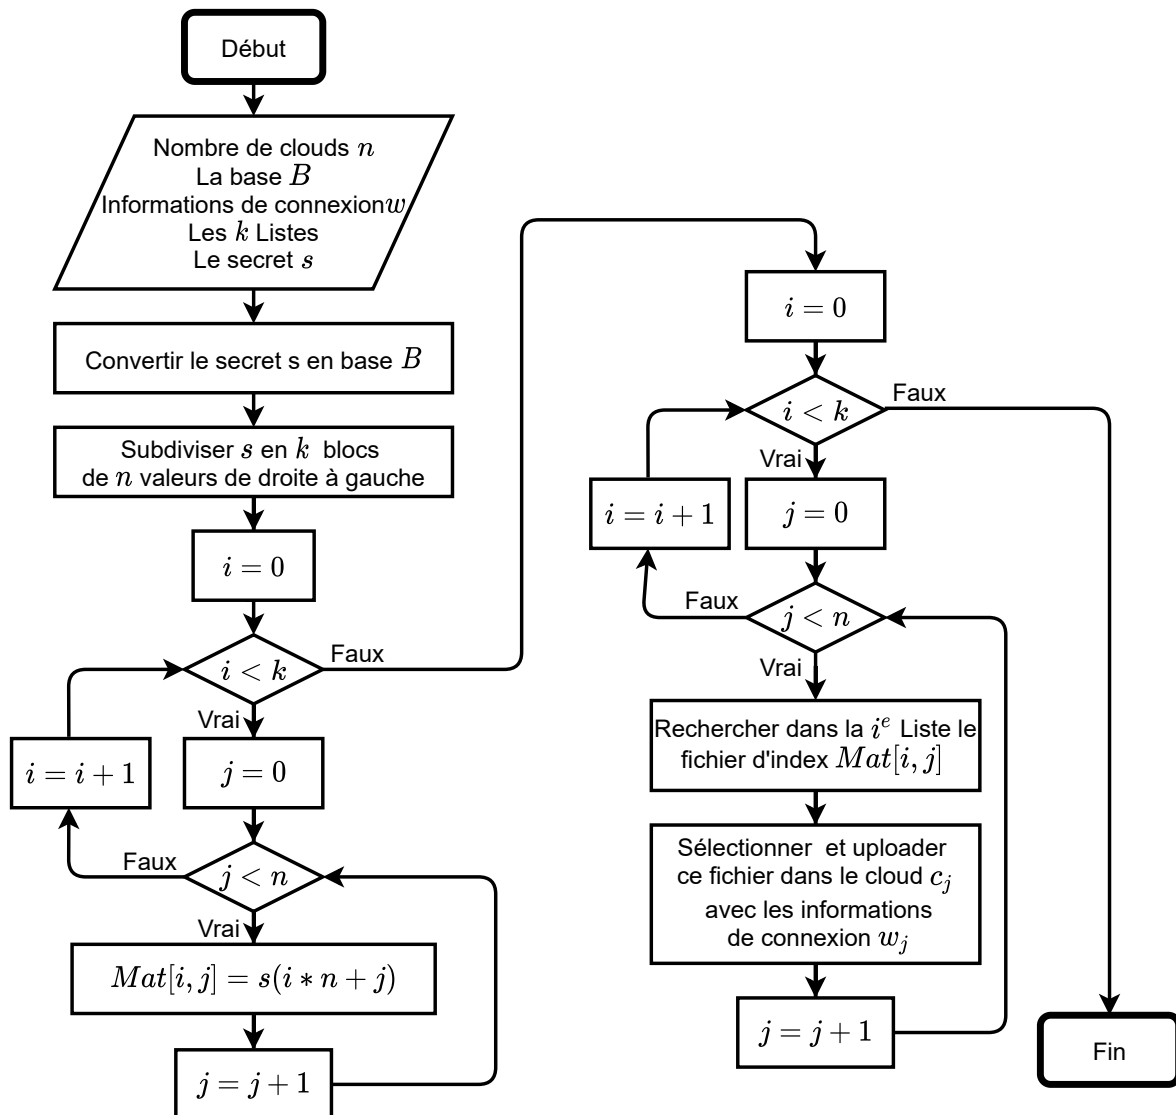 Début
Nombre de clouds n
La base B
Informations de connexion w
Les k Listes
Le secret s
Convertir le secret s en base B
Subdiviser s en k blocs
de n valeurs de droite à gauche
i = 0
i < k
Faux
Vrai
i = i + 1
j = 0
Faux
j < n
Vrai
Mat[i, j] = s(i * n + j)
j = j + 1
i = 0
i < k
Faux
Vrai
i = i + 1
j = 0
Faux
j < n
Vrai
Rechercher dans la i^e Liste le
fichier d'index Mat[i, j]
Sélectionner et uploader
ce fichier dans le cloud c_j
avec les informations
de connexion w_j
j = j + 1
Fin